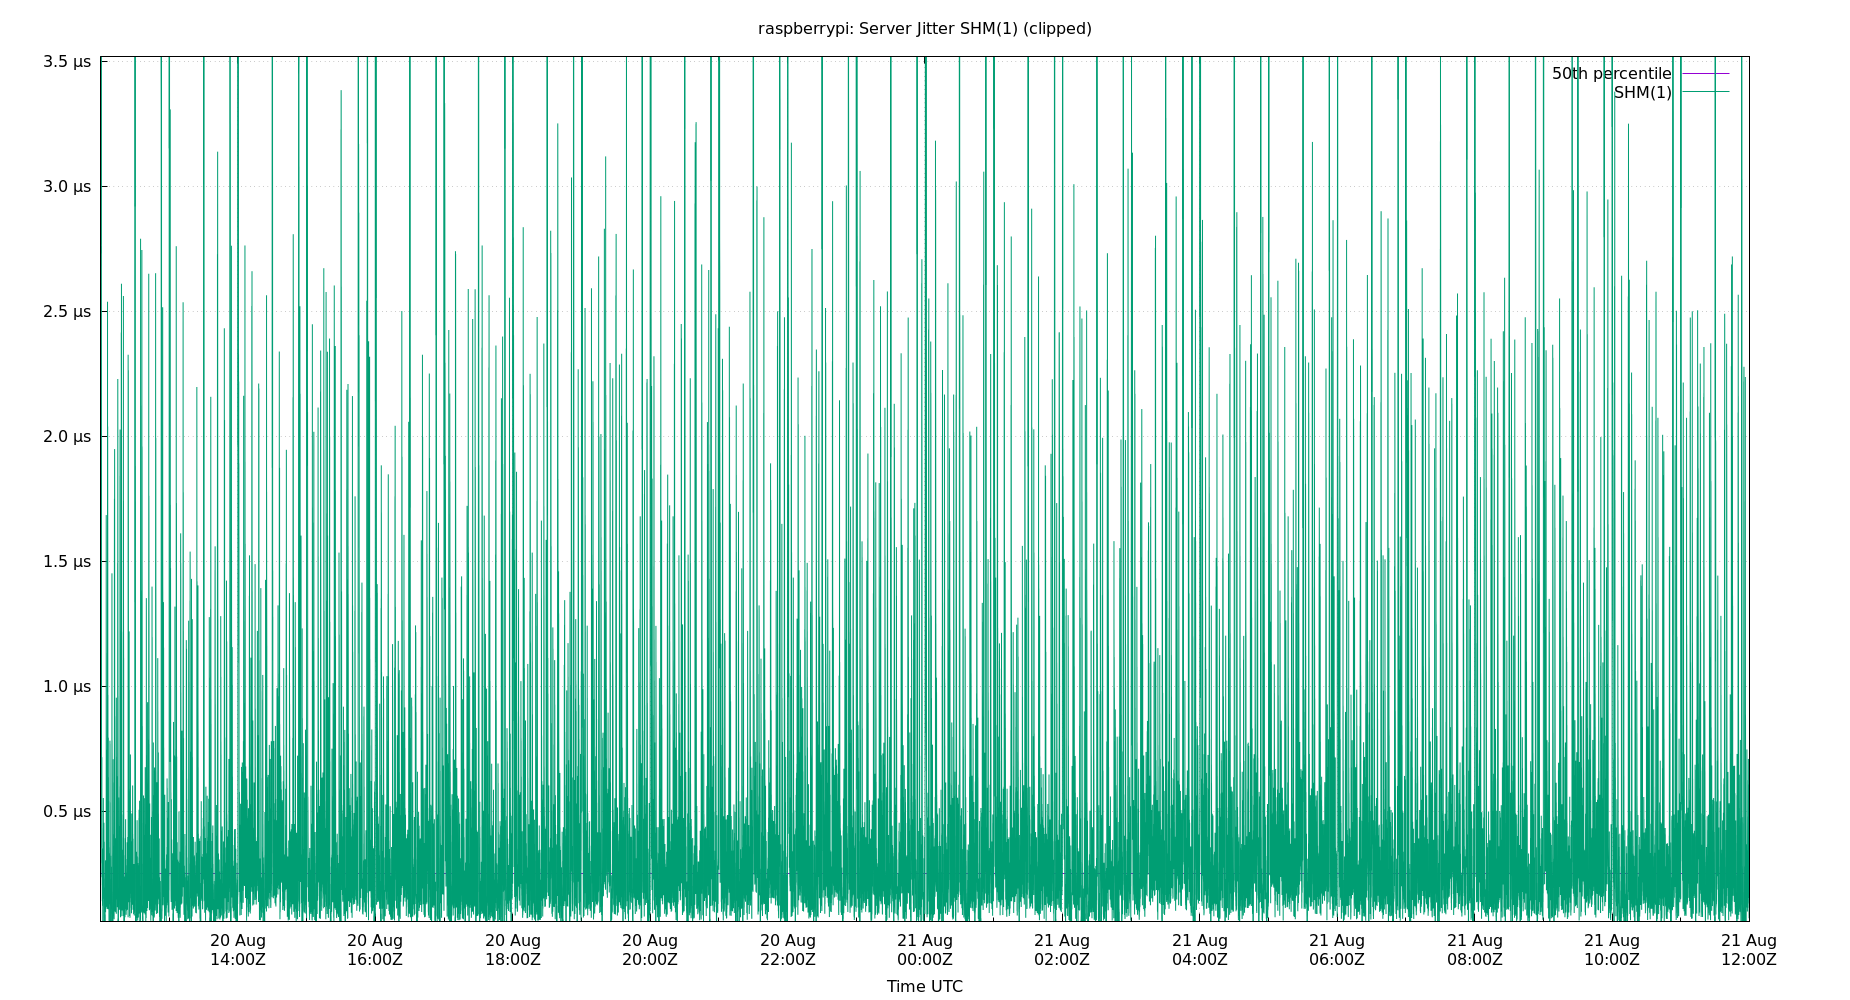 raspberrypi: Server Jitter SHM(1) (clipped)
3.5 µs
3.0 µs
2.5 µs
2.0 µs
1.5 µs
1.0 µs
0.5 µs
50th percentile
SHM(1)
20 Aug 20 Aug 20 Aug 20 Aug 20 Aug 21 Aug 21 Aug 21 Aug 21 Aug 21 Aug 21 Aug 21 Aug
14:00Z 16:00Z 18:00Z 20:00Z 22:00Z 00:00Z 02:00Z 04:00Z 06:00Z 08:00Z 10:00Z 12:00Z
Time UTC